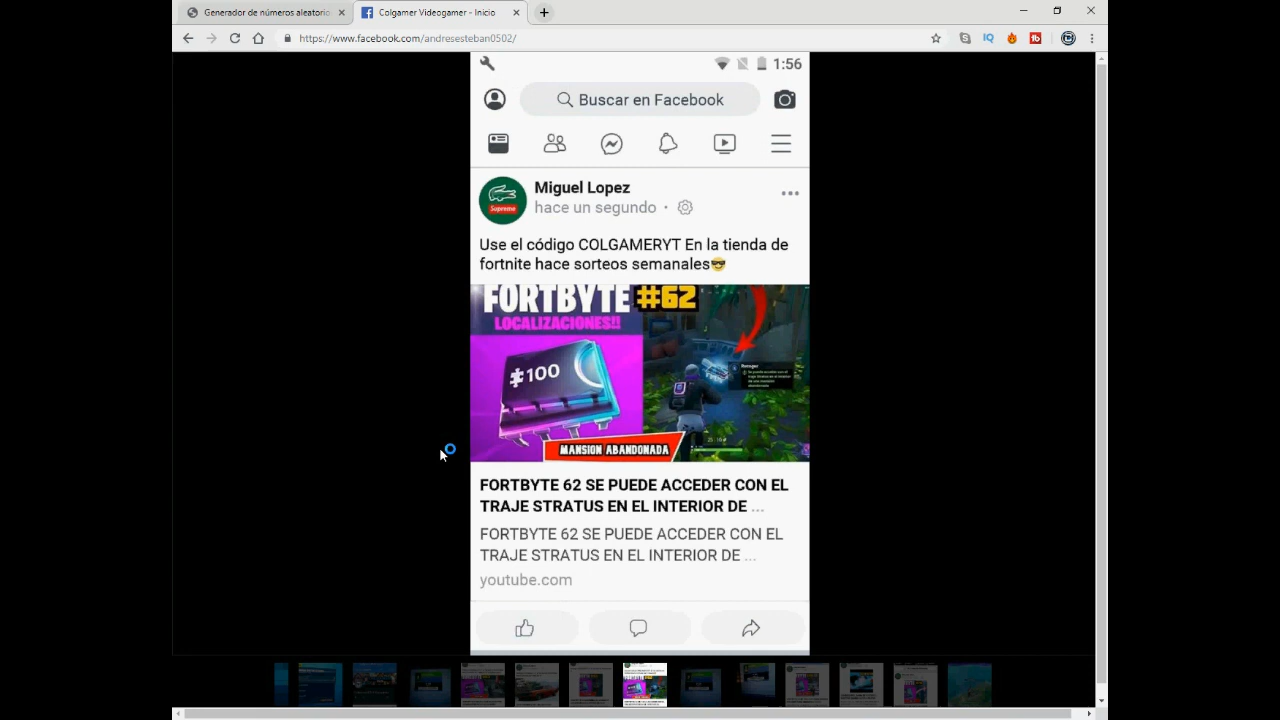 Generador de números aleatorio
Colgamer Videogamer - Inicio
https://www.facebook.com/andresesteban0502/
1:56
Buscar en Facebook
Miguel Lopez
hace un segundo
Supreme
Use el código COLGAMERYT En la tienda de
fortnite hace sorteos semanales😎
FORTBYTE #62
LOCALIZACIONES!!
100
MANSION ABANDONADA
FORTBYTE 62 SE PUEDE ACCEDER CON EL
TRAJE STRATUS EN EL INTERIOR DE ...
FORTBYTE 62 SE PUEDE ACCEDER CON EL
TRAJE STRATUS EN EL INTERIOR DE ...
youtube.com